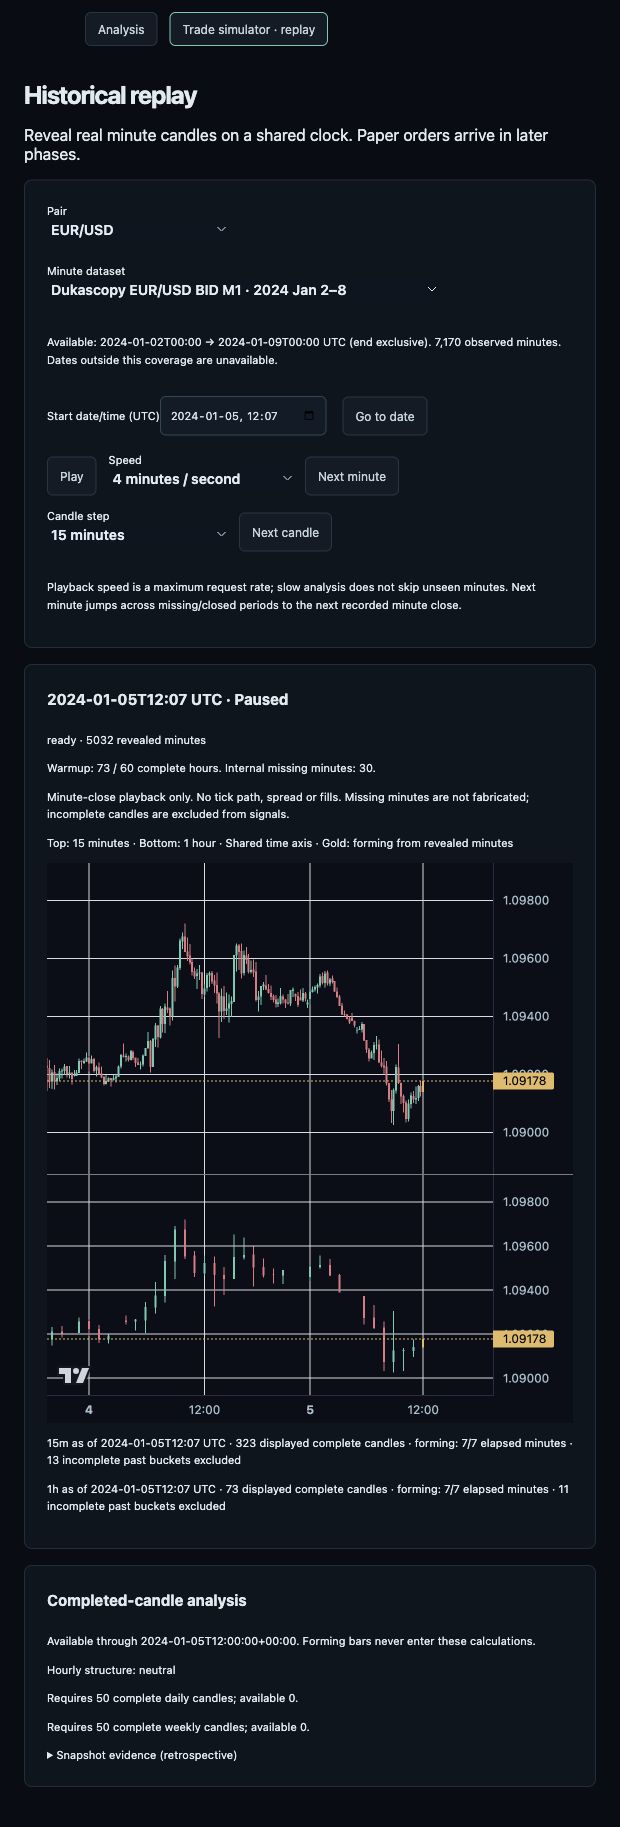 Analysis
Trade simulator · replay
Historical replay
Reveal real minute candles on a shared clock. Paper orders arrive in later
phases.
Pair
EUR/USD
Minute dataset
Dukascopy EUR/USD BID M1 · 2024 Jan 2–8
Available: 2024-01-02T00:00 → 2024-01-09T00:00 UTC (end exclusive). 7,170 observed minutes.
Dates outside this coverage are unavailable.
Start date/time (UTC)
2024-01-05, 12:07
Go to date
Play
Speed
4 minutes / second
Next minute
Candle step
15 minutes
Next candle
Playback speed is a maximum request rate; slow analysis does not skip unseen minutes. Next
minute jumps across missing/closed periods to the next recorded minute close.
2024-01-05T12:07 UTC · Paused
ready · 5032 revealed minutes
Warmup: 73 / 60 complete hours. Internal missing minutes: 30.
Minute-close playback only. No tick path, spread or fills. Missing minutes are not fabricated;
incomplete candles are excluded from signals.
Top: 15 minutes · Bottom: 1 hour · Shared time axis · Gold: forming from revealed minutes
1.09800
1.09600
1.09400
1.09178
1.09000
1.09800
1.09600
1.09400
1.09178
1.09000
4
12:00
5
12:00
15m as of 2024-01-05T12:07 UTC · 323 displayed complete candles · forming: 7/7 elapsed minutes ·
13 incomplete past buckets excluded
1h as of 2024-01-05T12:07 UTC · 73 displayed complete candles · forming: 7/7 elapsed minutes · 11
incomplete past buckets excluded
Completed-candle analysis
Available through 2024-01-05T12:00:00+00:00. Forming bars never enter these calculations.
Hourly structure: neutral
Requires 50 complete daily candles; available 0.
Requires 50 complete weekly candles; available 0.
Snapshot evidence (retrospective)